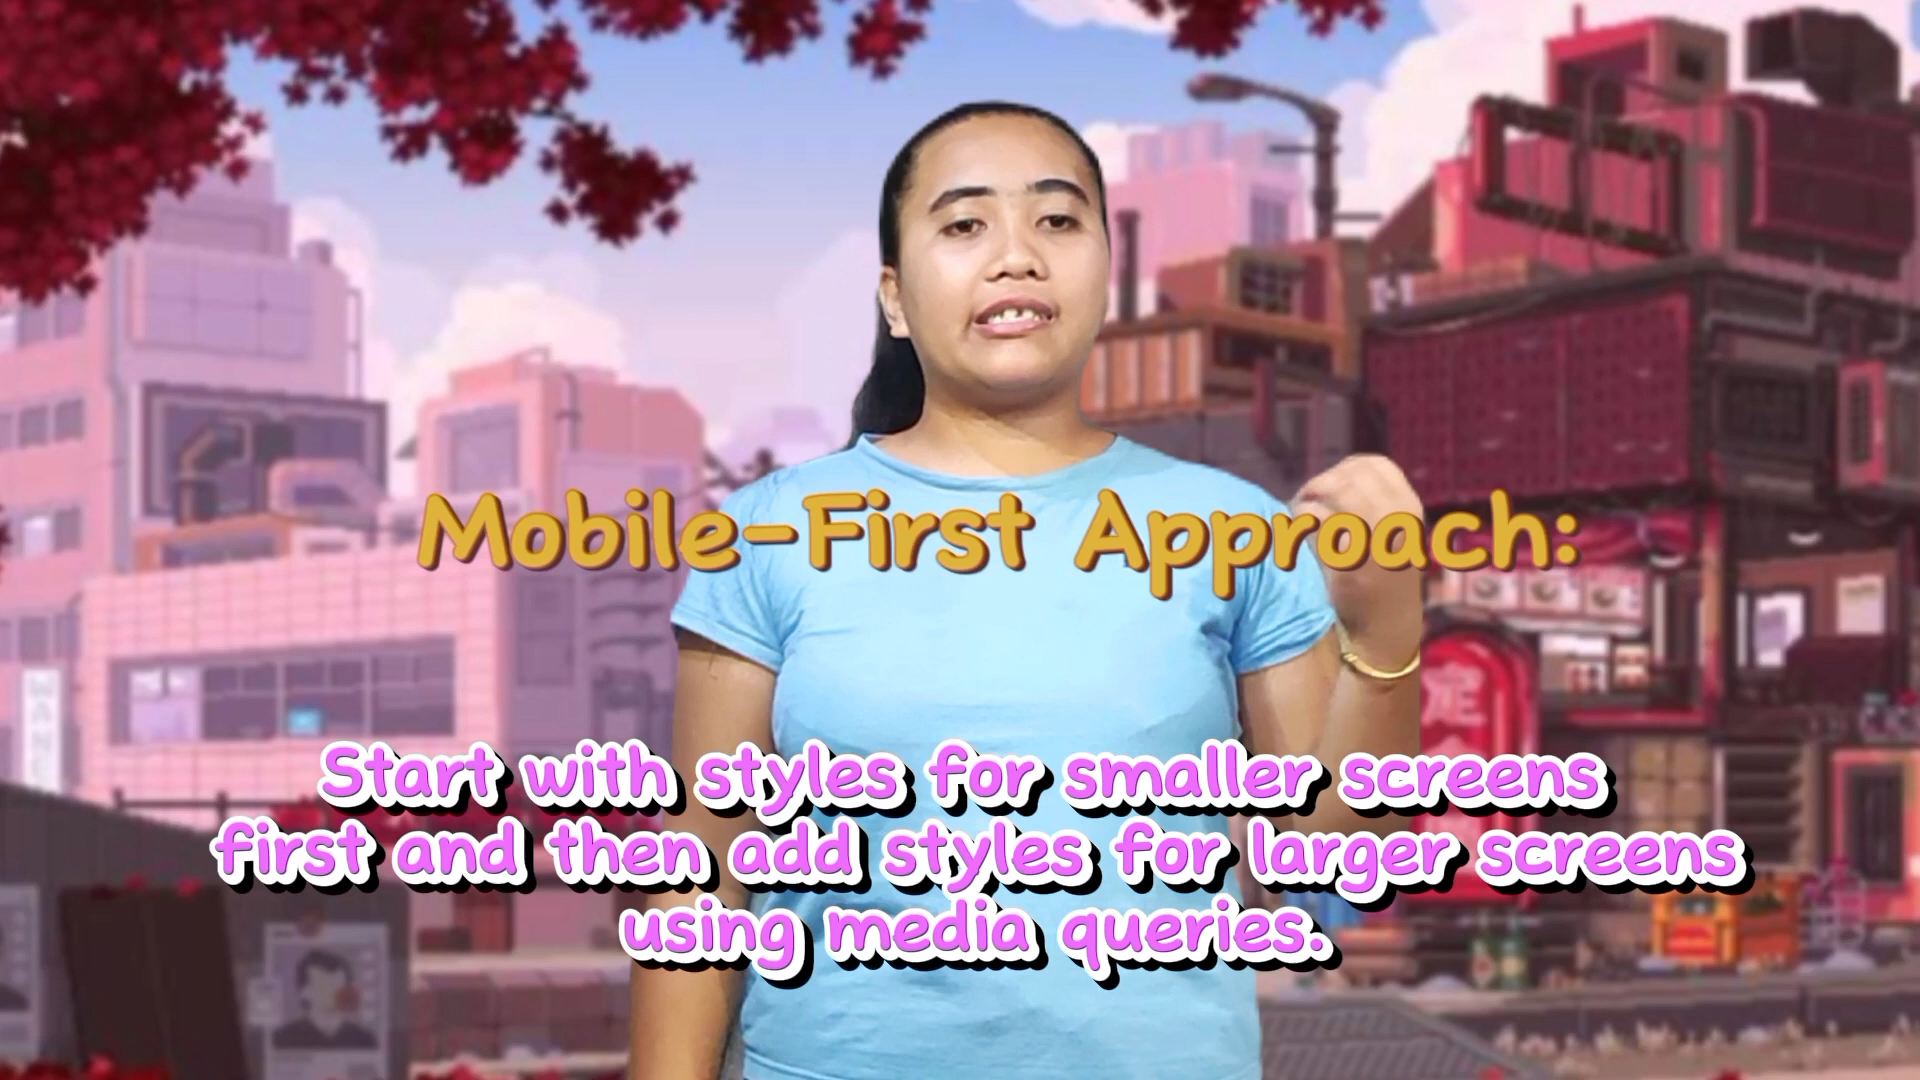 Mobile-First Approach:
Start with styles for smaller screens
first and then add styles for larger screens
using media queries.
定